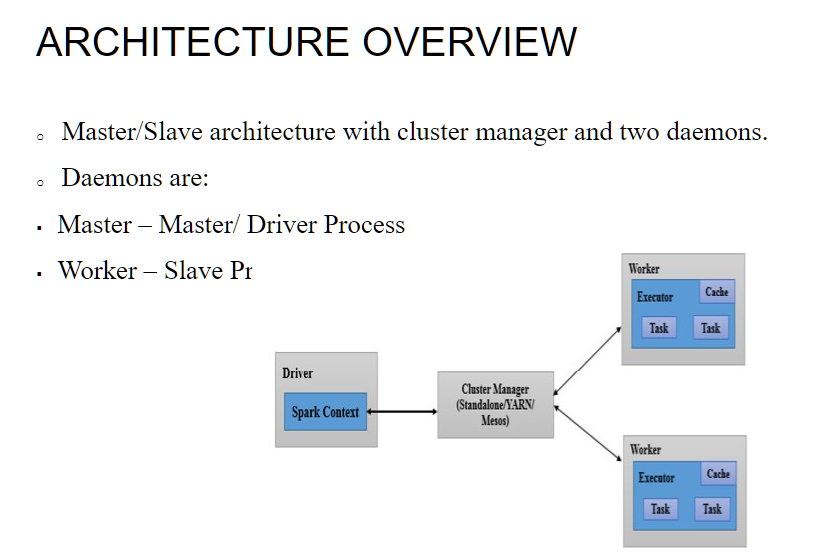 ARCHITECTURE OVERVIEW
Master/Slave architecture with cluster manager and two daemons.
Daemons are:
Master – Master/ Driver Process
Worker – Slave Pr
Driver
Spark Context
Cluster Manager
(Standalone/YARN/
Mesos)
Worker
Executor
Cache
Task Task
Worker
Executor
Cache
Task Task